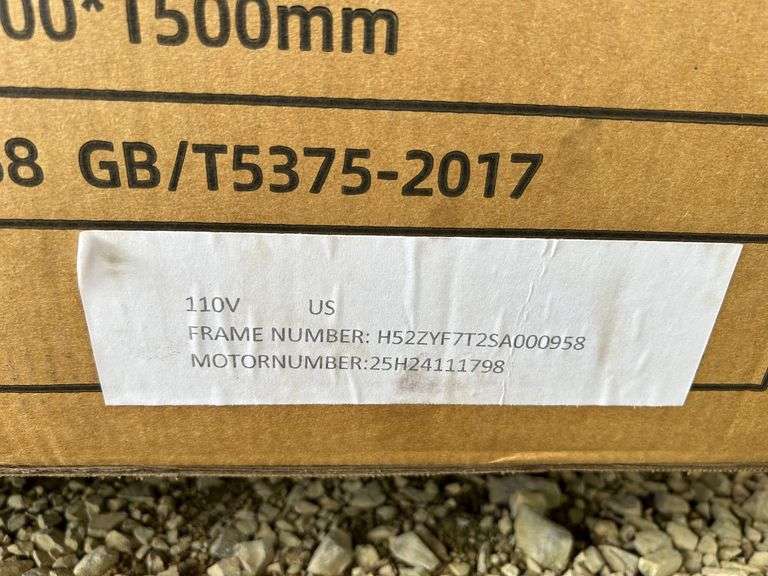 00*1500mm
8 GB/T5375-2017
110V US
FRAME NUMBER: H52ZYF7T2SA000958
MOTORNUMBER:25H24111798